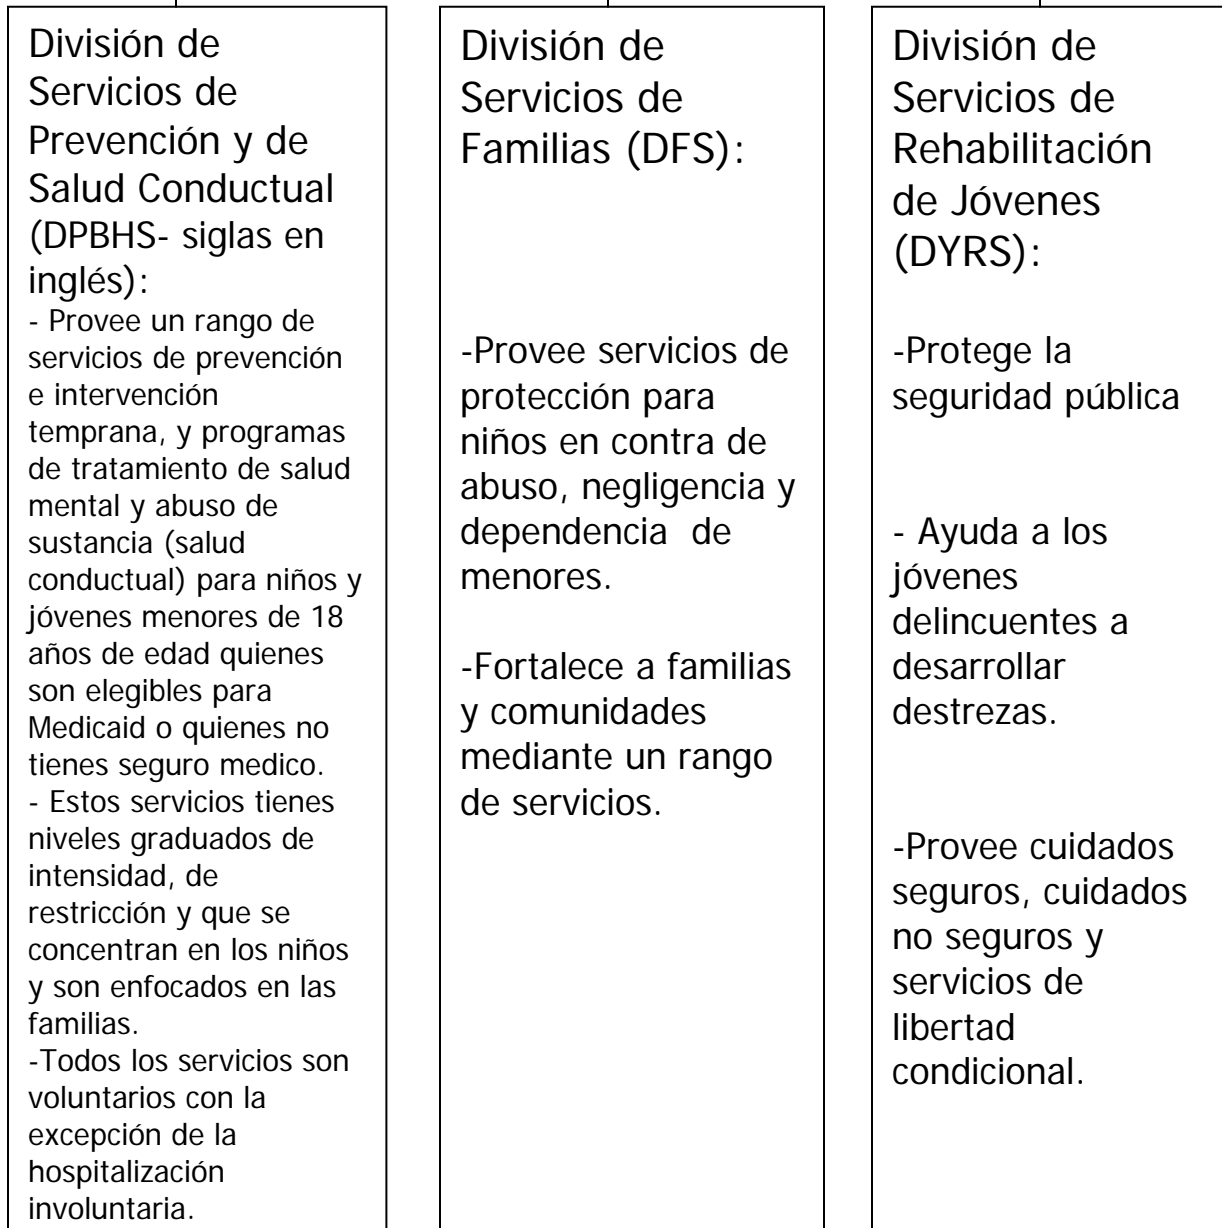 División de
Servicios de
Prevención y de
Salud Conductual
(DPBHS- siglas en
inglés):
- Provee un rango de
servicios de prevención
e intervención
temprana, y programas
de tratamiento de salud
mental y abuso de
sustancia (salud
conductual) para niños y
jóvenes menores de 18
años de edad quienes
son elegibles para
Medicaid o quienes no
tienes seguro medico.
- Estos servicios tienes
niveles graduados de
intensidad, de
restricción y que se
concentran en los niños
y son enfocados en las
familias.
-Todos los servicios son
voluntarios con la
excepción de la
hospitalización
involuntaria.
División de
Servicios de
Familias (DFS):
-Provee servicios de
protección para
niños en contra de
abuso, negligencia y
dependencia  de
menores.
-Fortalece a familias
y comunidades
mediante un rango
de servicios.
División de
Servicios de
Rehabilitación
de Jóvenes
(DYRS):
-Protege la
seguridad pública
- Ayuda a los
jóvenes
delincuentes a
desarrollar
destrezas.
-Provee cuidados
seguros, cuidados
no seguros y
servicios de
libertad
condicional.